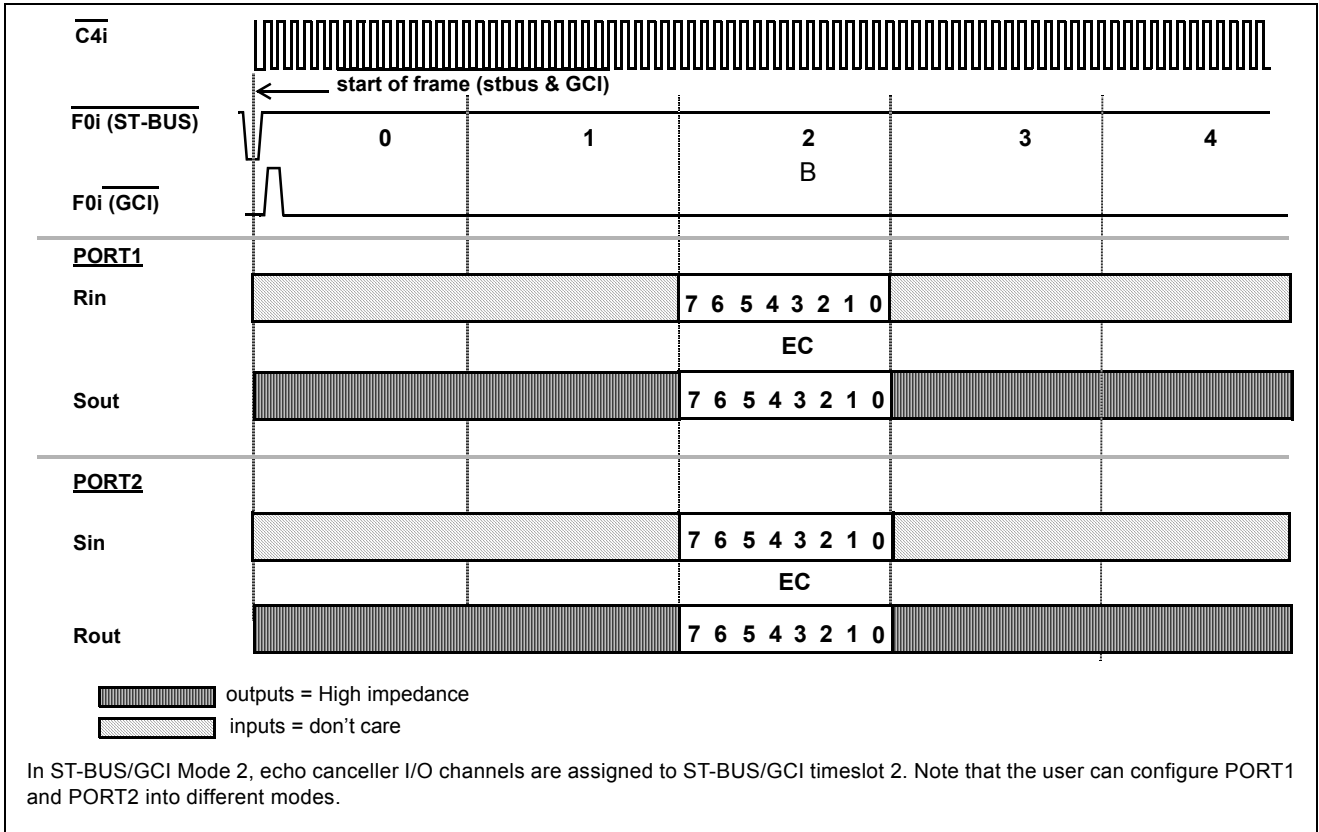 C4i
start of frame (stbus & GCI)
F0i (ST-BUS)
0 1 2 3 4
B
F0i (GCI)
PORT1
Rin
7 6 5 4 3 2 1 0
EC
Sout
7 6 5 4 3 2 1 0
PORT2
Sin
7 6 5 4 3 2 1 0
EC
Rout
7 6 5 4 3 2 1 0
outputs = High impedance
inputs = don't care
In ST-BUS/GCI Mode 2, echo canceller I/O channels are assigned to ST-BUS/GCI timeslot 2. Note that the user can configure PORT1
and PORT2 into different modes.